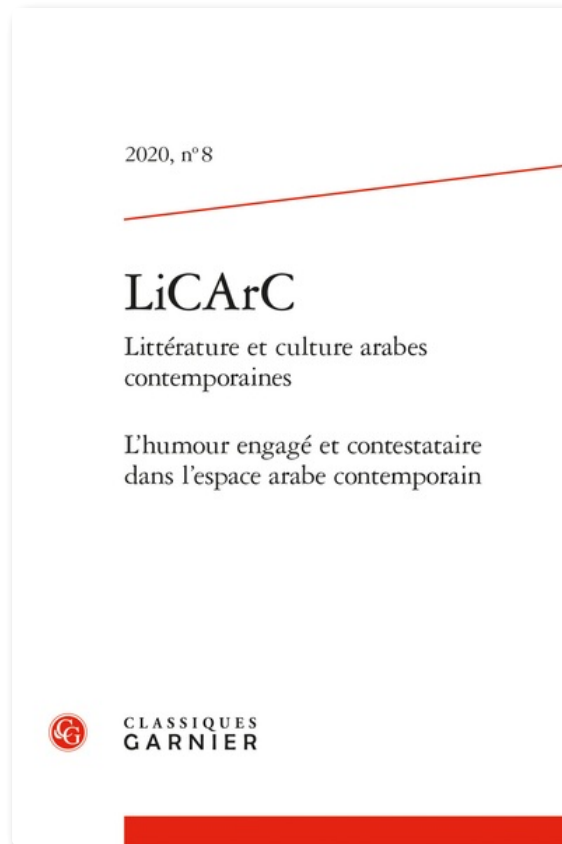 2020, n° 8
LiCArC
Littérature et culture arabes
contemporaines
L'humour engagé et contestataire
dans l'espace arabe contemporain
CG
CLASSIQUES
GARNIER